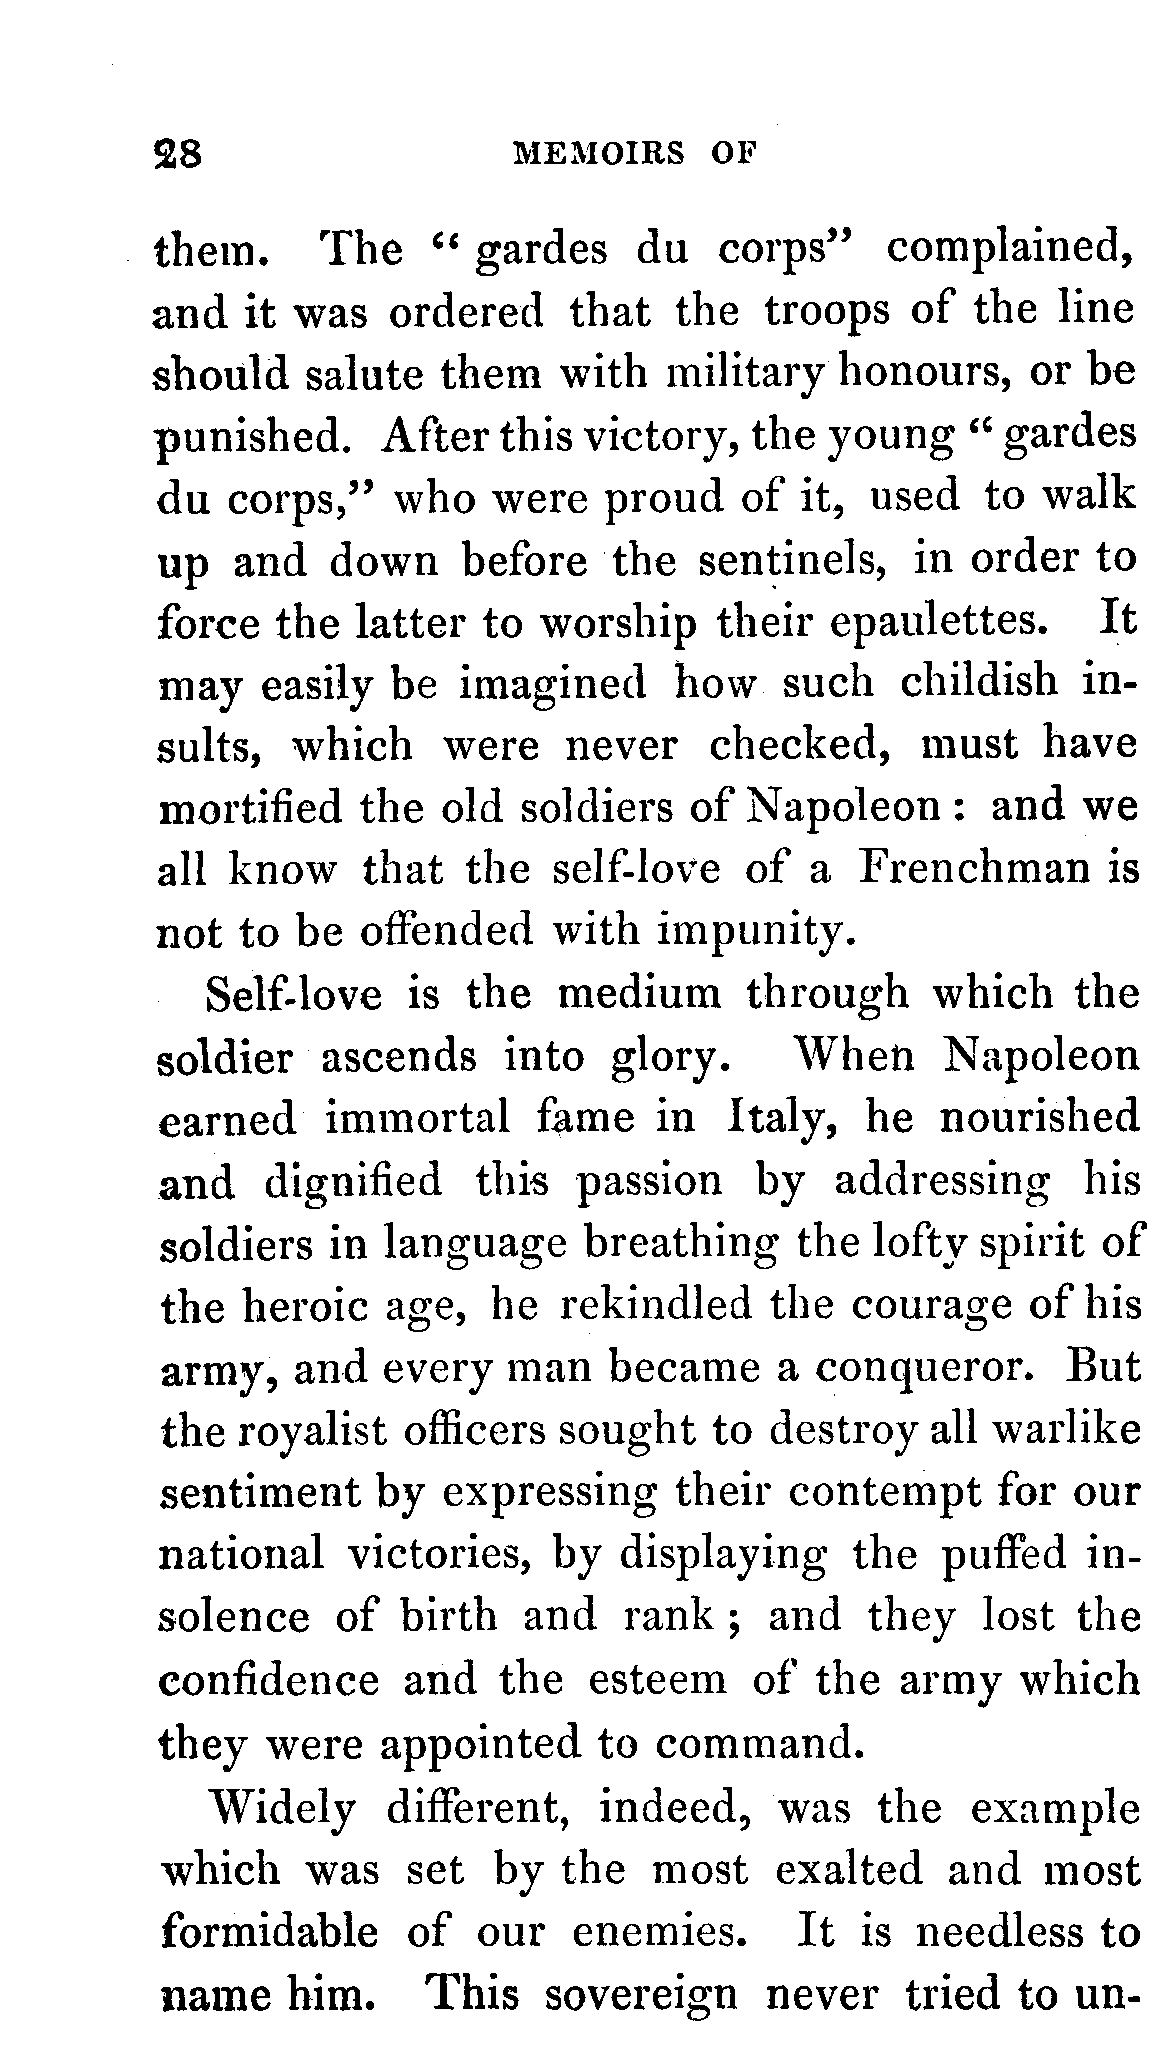 28 MEMOIRS OF
them. The “ gardes du corps” complained,
and it was ordered that the troops of the line
should salute them with military honours, or be
punished. After this victory, the young “ gardes
du corps,” who were proud of it, used to walk
up and down before the sentinels, in order to
force the latter to worship their epaulettes. It
may easily be imagined how such childish in-
sults, which were never checked, must have
mortified the old soldiers of Napoleon : and we
all know that the self-love of a Frenchman is
not to be offended with impunity.
Self-love is the medium through which the
soldier ascends into glory. When Napoleon
earned immortal fame in Italy, he nourished
and dignified this passion by addressing his
soldiers in language breathing the lofty spirit of
the heroic age, he rekindled the courage of his
army, and every man became a conqueror. But
the royalist officers sought to destroy all warlike
sentiment by expressing their contempt for our
national victories, by displaying the puffed in-
solence of birth and rank ; and they lost the
confidence and the esteem of the army which
they were appointed to command.
Widely different, indeed, was the example
which was set by the most exalted and most
formidable of our enemies. It is needless to
name him. This sovereign never tried to un-